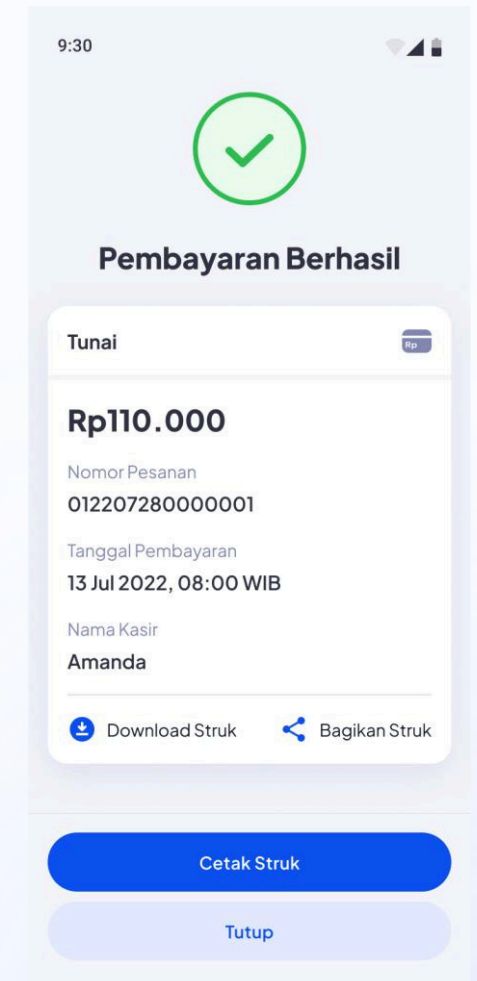 9:30
Pembayaran Berhasil
Tunai
Rp
Rp110.000
Nomor Pesanan
012207280000001
Tanggal Pembayaran
13 Jul 2022, 08:00 WIB
Nama Kasir
Amanda
Download Struk
Bagikan Struk
Cetak Struk
Tutup